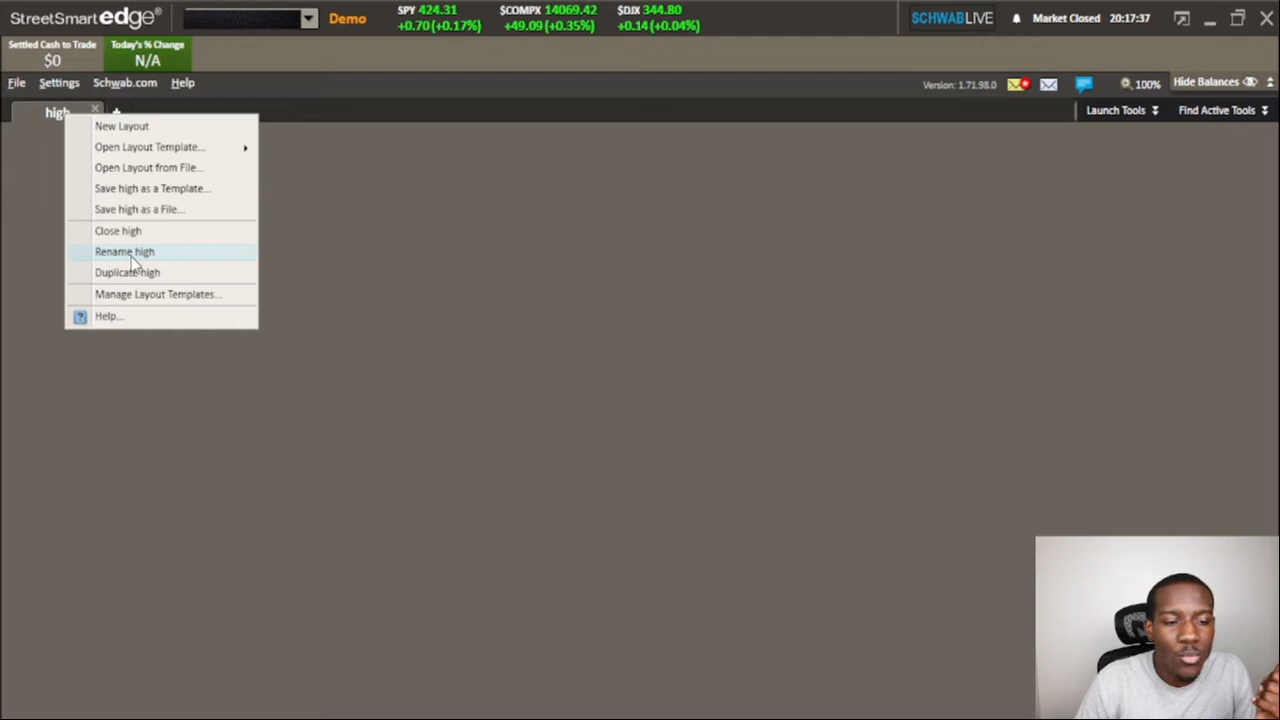 StreetSmart edge®
Demo
SPY 424.31
+0.70 (+0.17%)
$COMPX 14069.42
+49.09 (+0.35%)
$DJX 344.80
+0.14 (+0.04%)
SCHWABLIVE
Market Closed
20:17:37
Settled Cash to Trade
$0
Today's % Change
N/A
File
Settings
Schwab.com
Help
Version: 1.71.98.0
100%
Hide Balances
high
Launch Tools
Find Active Tools
New Layout
Open Layout Template...
Open Layout from File...
Save high as a Template...
Save high as a File...
Close high
Rename high
Duplicate high
Manage Layout Templates...
? Help...